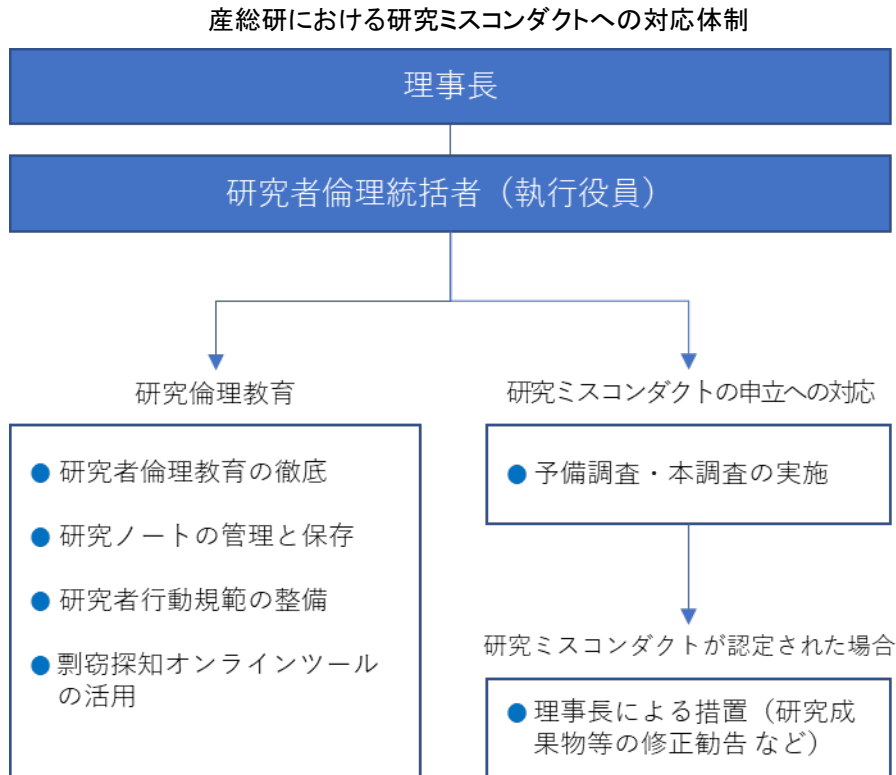 産総研における研究ミスコンダクトへの対応体制
理事長
研究者倫理統括者（執行役員）
研究倫理教育
● 研究者倫理教育の徹底
● 研究ノートの管理と保存
● 研究者行動規範の整備
● 剽窃探知オンラインツール
の活用
研究ミスコンダクトの申立への対応
● 予備調査・本調査の実施
研究ミスコンダクトが認定された場合
● 理事長による措置（研究成
果物等の修正勧告 など）